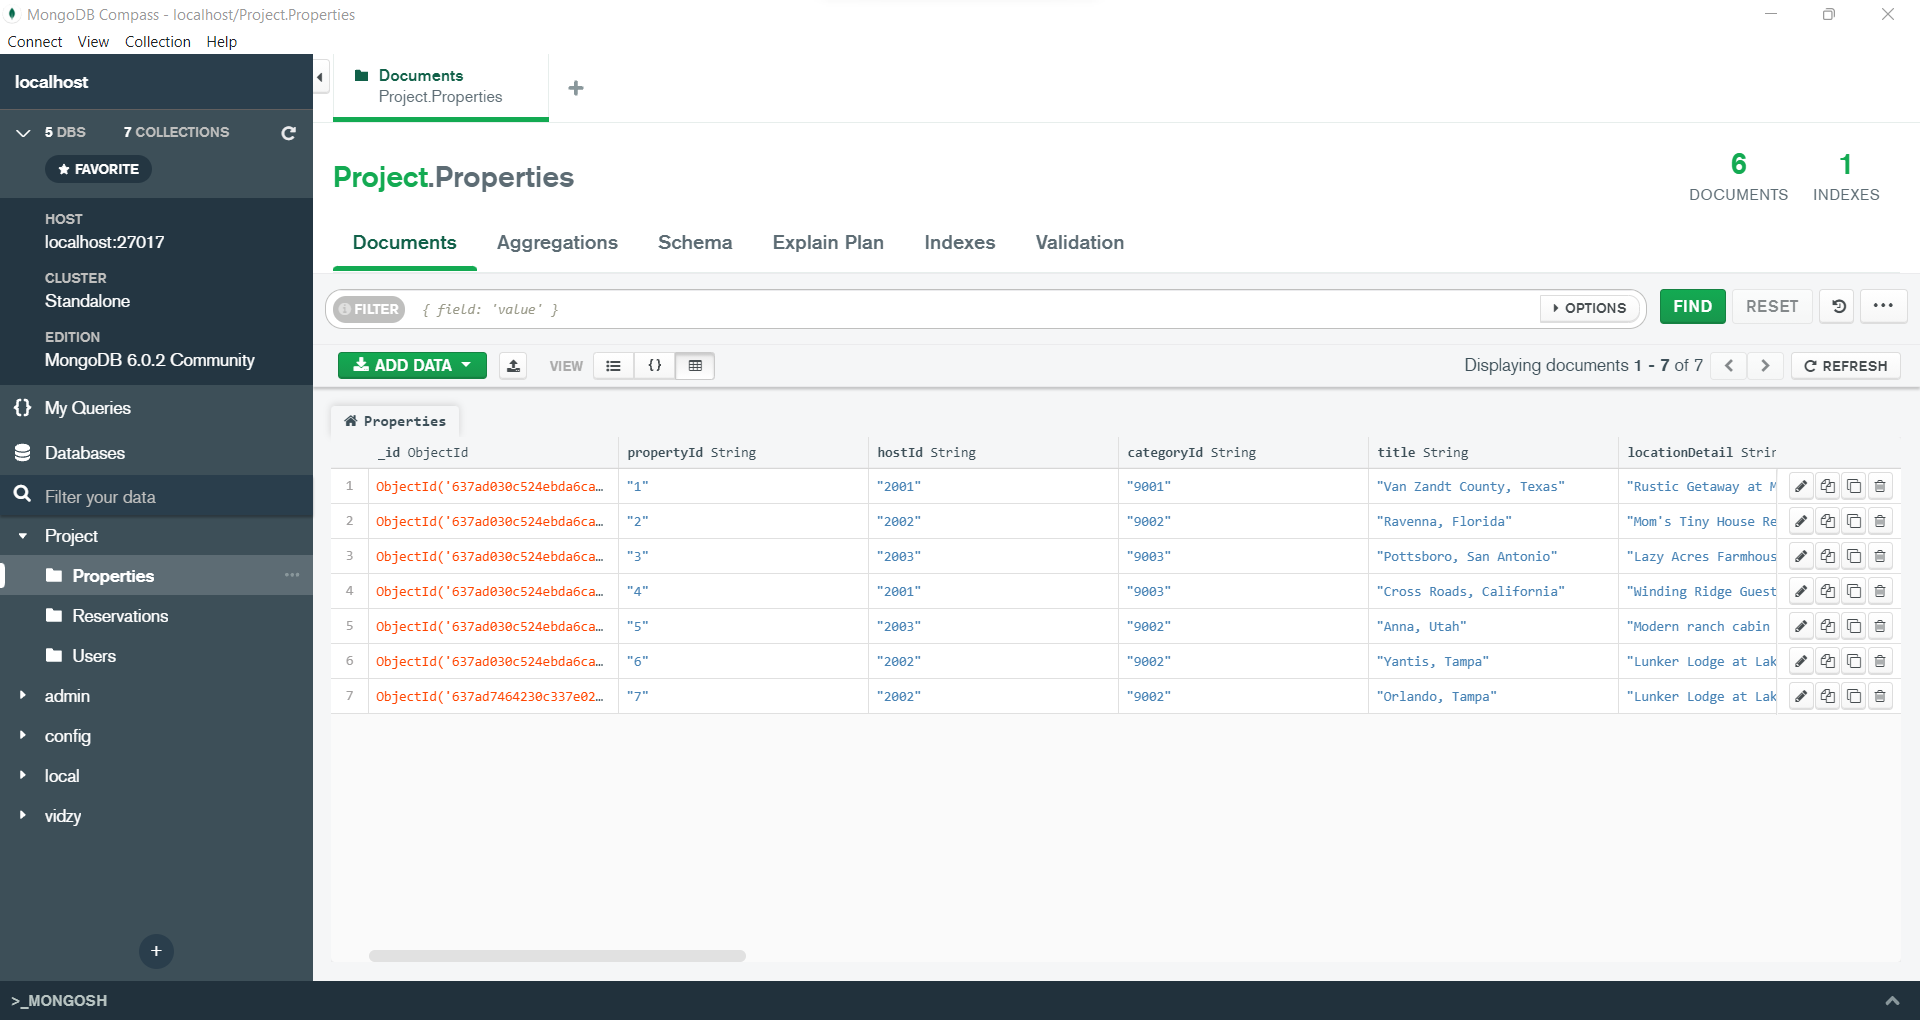 MongoDB Compass - localhost/Project.Properties
Connect View Collection Help
localhost
5 DBS 7 COLLECTIONS
FAVORITE
HOST
localhost:27017
CLUSTER
Standalone
EDITION
MongoDB 6.0.2 Community
{} My Queries
Databases
Filter your data
Project
Properties
Reservations
Users
admin
config
local
vidzy
+
Documents
Project.Properties
+
Project.Properties
6
DOCUMENTS
1
INDEXES
Documents Aggregations Schema Explain Plan Indexes Validation
FILTER { field: 'value' } OPTIONS FIND RESET
ADD DATA VIEW {} Displaying documents 1 - 7 of 7 REFRESH
Properties
_id ObjectId propertyId String hostId String categoryId String title String locationDetail Strin
1 ObjectId('637ad030c524ebda6ca… "1" "2001" "9001" "Van Zandt County, Texas" "Rustic Getaway at M
2 ObjectId('637ad030c524ebda6ca… "2" "2002" "9002" "Ravenna, Florida" "Mom's Tiny House Re
3 ObjectId('637ad030c524ebda6ca… "3" "2003" "9003" "Pottsboro, San Antonio" "Lazy Acres Farmhous
4 ObjectId('637ad030c524ebda6ca… "4" "2001" "9003" "Cross Roads, California" "Winding Ridge Guest
5 ObjectId('637ad030c524ebda6ca… "5" "2003" "9002" "Anna, Utah" "Modern ranch cabin
6 ObjectId('637ad030c524ebda6ca… "6" "2002" "9002" "Yantis, Tampa" "Lunker Lodge at Lak
7 ObjectId('637ad7464230c337e02… "7" "2002" "9002" "Orlando, Tampa" "Lunker Lodge at Lak
>_MONGOSH